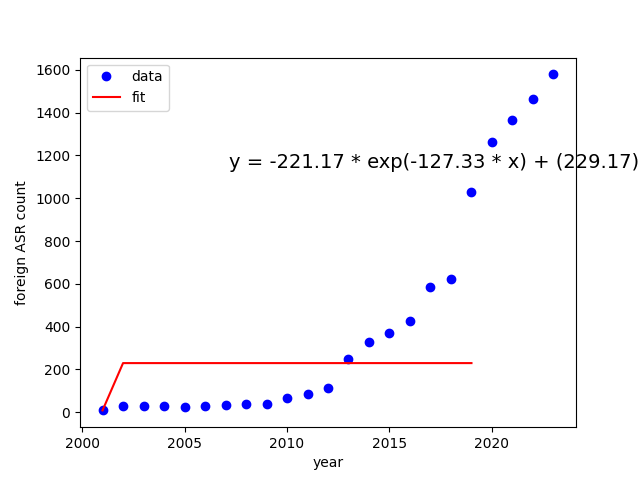 data
fit
y = -221.17 * exp(-127.33 * x) + (229.17)
foreign ASR count
1600
1400
1200
1000
800
600
400
200
0
2000
2005
2010
2015
2020
year